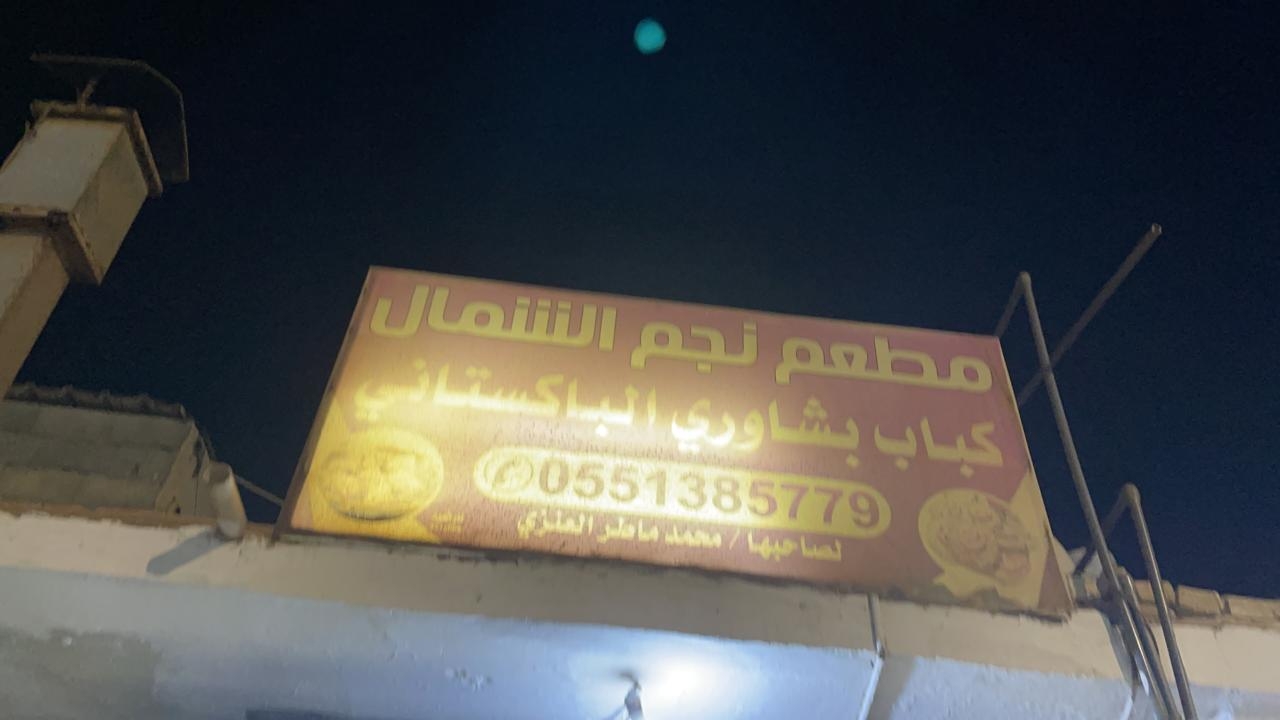 مطعم نجم الشمال
كباب بشاوري الباكستاني
0551385779
لصاحبها / محمد ماطر العنزي